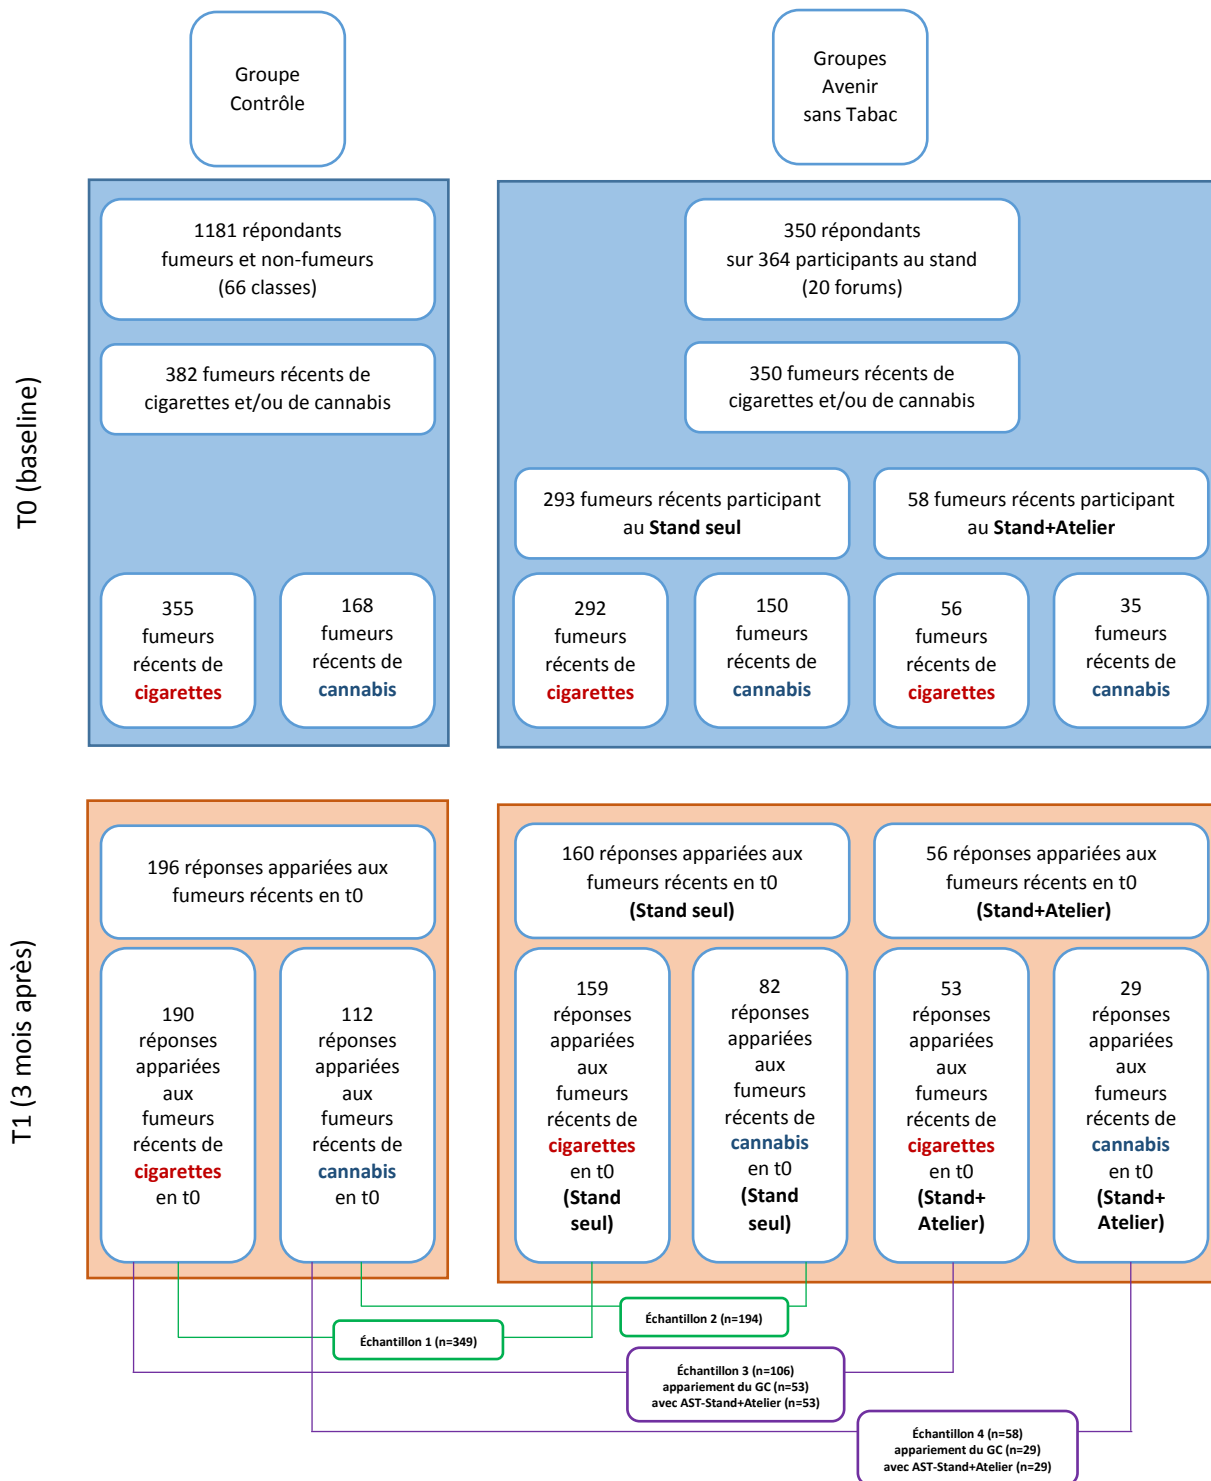 Groupe
Contrôle
Groupes
Avenir
sans Tabac
T0 (baseline)
1181 répondants
fumeurs et non-fumeurs
(66 classes)
350 répondants
sur 364 participants au stand
(20 forums)
382 fumeurs récents de
cigarettes et/ou de cannabis
350 fumeurs récents de
cigarettes et/ou de cannabis
293 fumeurs récents participant
au Stand seul
58 fumeurs récents participant
au Stand+Atelier
355
fumeurs
récents de
cigarettes
168
fumeurs
récents de
cannabis
292
fumeurs
récents de
cigarettes
150
fumeurs
récents de
cannabis
56
fumeurs
récents de
cigarettes
35
fumeurs
récents de
cannabis
T1 (3 mois après)
196 réponses appariées aux
fumeurs récents en t0
160 réponses appariées aux
fumeurs récents en t0
(Stand seul)
56 réponses appariées aux
fumeurs récents en t0
(Stand+Atelier)
190
réponses
appariées
aux
fumeurs
récents de
cigarettes
en t0
112
réponses
appariées
aux
fumeurs
récents de
cannabis
en t0
159
réponses
appariées
aux
fumeurs
récents de
cigarettes
en t0
(Stand
seul)
82
réponses
appariées
aux
fumeurs
récents de
cannabis
en t0
(Stand
seul)
53
réponses
appariées
aux
fumeurs
récents de
cigarettes
en t0
(Stand+
Atelier)
29
réponses
appariées
aux
fumeurs
récents de
cannabis
en t0
(Stand+
Atelier)
Échantillon 2 (n=194)
Échantillon 1 (n=349)
Échantillon 3 (n=106)
appariement du GC (n=53)
avec AST-Stand+Atelier (n=53)
Échantillon 4 (n=58)
appariement du GC (n=29)
avec AST-Stand+Atelier (n=29)